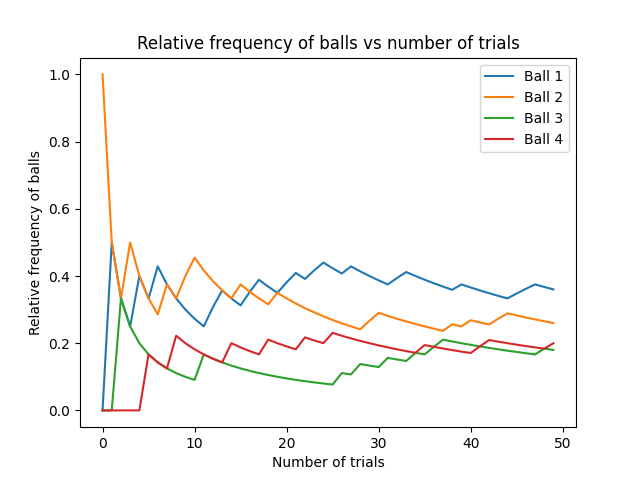 Relative frequency of balls vs number of trials
Relative frequency of balls
1.0
0.8
0.6
0.4
0.2
0.0
Ball 1
Ball 2
Ball 3
Ball 4
0 10 20 30 40 50
Number of trials